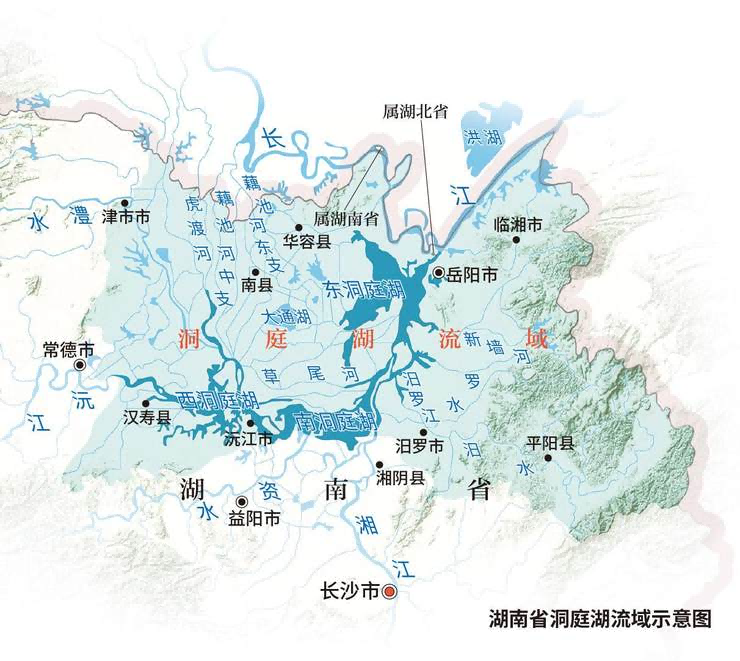 属湖北省
洪湖
长
江
属湖南省
水
澧
津市市
虎渡河
藕池河中支
藕池河东支
华容县
临湘市
南县
岳阳市
东洞庭湖
大通湖
洞庭湖流域
新墙河
常德市
草尾河
汨罗江
罗水
江
沅
汉寿县
西洞庭湖
沅江市
南洞庭湖
汨罗市
汨水
平阳县
湘阴县
湖南省
资
水
益阳市
湘
江
长沙市
湖南省洞庭湖流域示意图